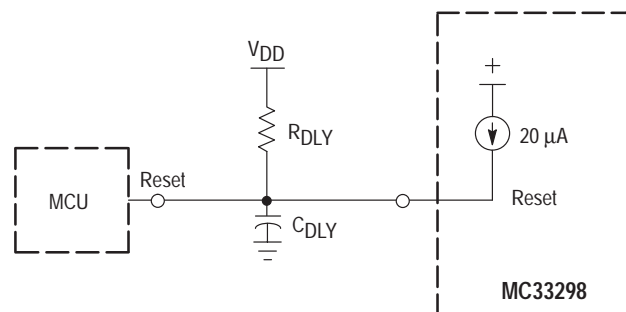 VDD
+
RDLY
20 µA
MCU
Reset
Reset
CDLY
MC33298